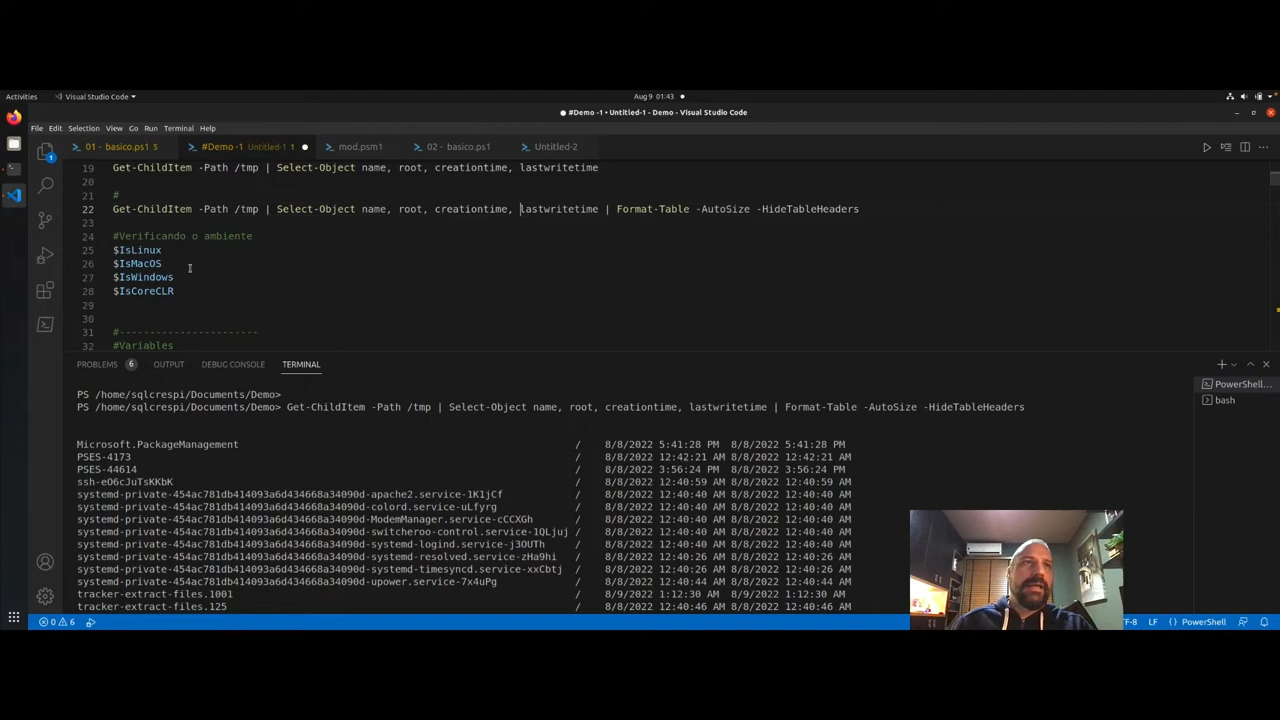 Activities Visual Studio Code Aug 9 01:43
#Demo -1 • Untitled-1 - Demo - Visual Studio Code
File Edit Selection View Go Run Terminal Help
01 - basico.ps1 5 #Demo -1 Untitled-1 1 mod.psm1 02 - basico.ps1 Untitled-2
19 Get-ChildItem -Path /tmp | Select-Object name, root, creationtime, lastwritetime
20
21 #
22 Get-ChildItem -Path /tmp | Select-Object name, root, creationtime, lastwritetime | Format-Table -AutoSize -HideTableHeaders
23
24 #Verificando o ambiente
25 $IsLinux
26 $IsMacOS
27 $IsWindows
28 $IsCoreCLR
29
30
31 #-----------------------
32 #Variables
PROBLEMS 6 OUTPUT DEBUG CONSOLE TERMINAL
PowerShell...
bash
PS /home/sqlcrespi/Documents/Demo>
PS /home/sqlcrespi/Documents/Demo> Get-ChildItem -Path /tmp | Select-Object name, root, creationtime, lastwritetime | Format-Table -AutoSize -HideTableHeaders
Microsoft.PackageManagement / 8/8/2022 5:41:28 PM 8/8/2022 5:41:28 PM
PSES-4173 / 8/8/2022 12:42:21 AM 8/8/2022 12:42:21 AM
PSES-44614 / 8/8/2022 3:56:24 PM 8/8/2022 3:56:24 PM
ssh-eO6cJuTsKKbK / 8/8/2022 12:40:59 AM 8/8/2022 12:40:59 AM
systemd-private-454ac781db414093a6d434668a34090d-apache2.service-1K1jCf / 8/8/2022 12:40:40 AM 8/8/2022 12:40:40 AM
systemd-private-454ac781db414093a6d434668a34090d-colord.service-uLfyrg / 8/8/2022 12:40:40 AM 8/8/2022 12:40:40 AM
systemd-private-454ac781db414093a6d434668a34090d-ModemManager.service-cCCXGh / 8/8/2022 12:40:40 AM 8/8/2022 12:40:40 AM
systemd-private-454ac781db414093a6d434668a34090d-switcheroo-control.service-1QLjuj / 8/8/2022 12:40:40 AM 8/8/2022 12:40:40 AM
systemd-private-454ac781db414093a6d434668a34090d-systemd-logind.service-j3OUTh / 8/8/2022 12:40:40 AM 8/8/2022 12:40:40 AM
systemd-private-454ac781db414093a6d434668a34090d-systemd-resolved.service-zHa9hi / 8/8/2022 12:40:26 AM 8/8/2022 12:40:26 AM
systemd-private-454ac781db414093a6d434668a34090d-systemd-timesyncd.service-xxCbtj / 8/8/2022 12:40:26 AM 8/8/2022 12:40:26 AM
systemd-private-454ac781db414093a6d434668a34090d-upower.service-7x4uPg / 8/8/2022 12:40:44 AM 8/8/2022 12:40:44 AM
tracker-extract-files.1001 / 8/9/2022 1:12:30 AM 8/9/2022 1:12:30 AM
tracker-extract-files.125 / 8/8/2022 12:40:46 AM 8/8/2022 12:40:46 AM
0 6 TF-8 LF {} PowerShell